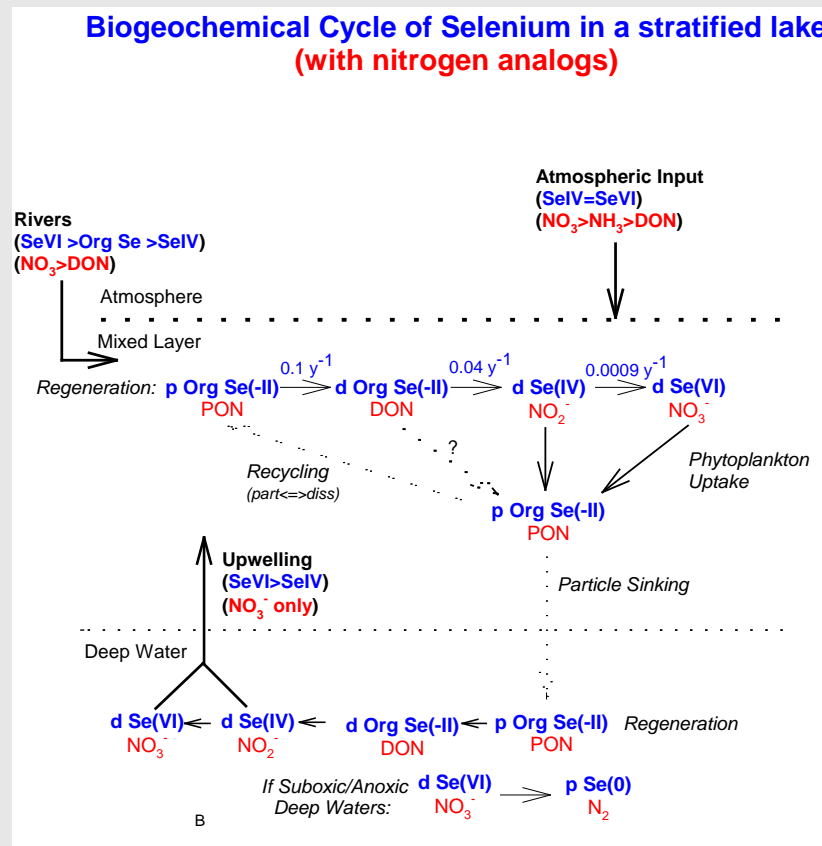 Biogeochemical Cycle of Selenium in a stratified lake
(with nitrogen analogs)
Atmospheric Input
(SeIV=SeVI)
(NO₃>NH₃>DON)
Rivers
(SeVI >Org Se >SeIV)
(NO₃>DON)
Atmosphere
Mixed Layer
0.1 y⁻¹ 0.04 y⁻¹ 0.0009 y⁻¹
Regeneration: p Org Se(-II) d Org Se(-II) d Se(IV) d Se(VI)
PON DON NO₂⁻ NO₃⁻
?
Recycling
(part<=>diss)
Phytoplankton
Uptake
p Org Se(-II)
PON
Upwelling
(SeVI>SeIV)
(NO₃⁻ only)
Particle Sinking
Deep Water
d Se(VI) d Se(IV) d Org Se(-II) p Org Se(-II) Regeneration
NO₃⁻ NO₂⁻ DON PON
If Suboxic/Anoxic d Se(VI) p Se(0)
Deep Waters: NO₃⁻ N₂
B